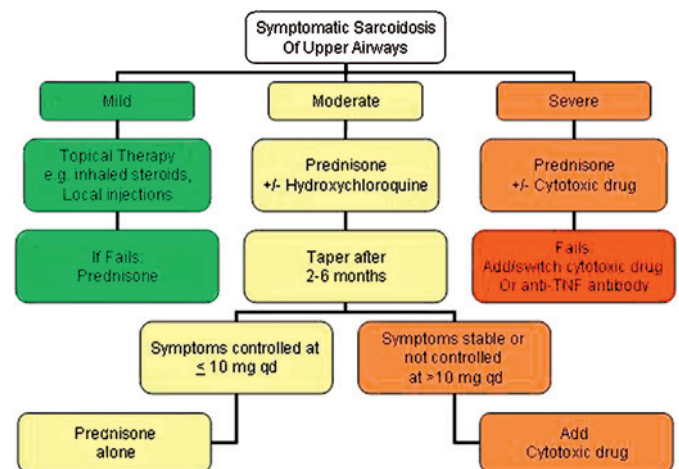 Symptomatic Sarcoidosis
Of Upper Airways
Mild
Moderate
Severe
Topical Therapy
e.g. inhaled steroids,
Local injections
Prednisone
+/- Hydroxychloroquine
Prednisone
+/- Cytotoxic drug
If Fails:
Prednisone
Taper after
2-6 months
Fails:
Add/switch cytotoxic drug
Or anti-TNF antibody
Symptoms controlled at
≤ 10 mg qd
Symptoms stable or
not controlled
at >10 mg qd
Prednisone
alone
Add
Cytotoxic drug